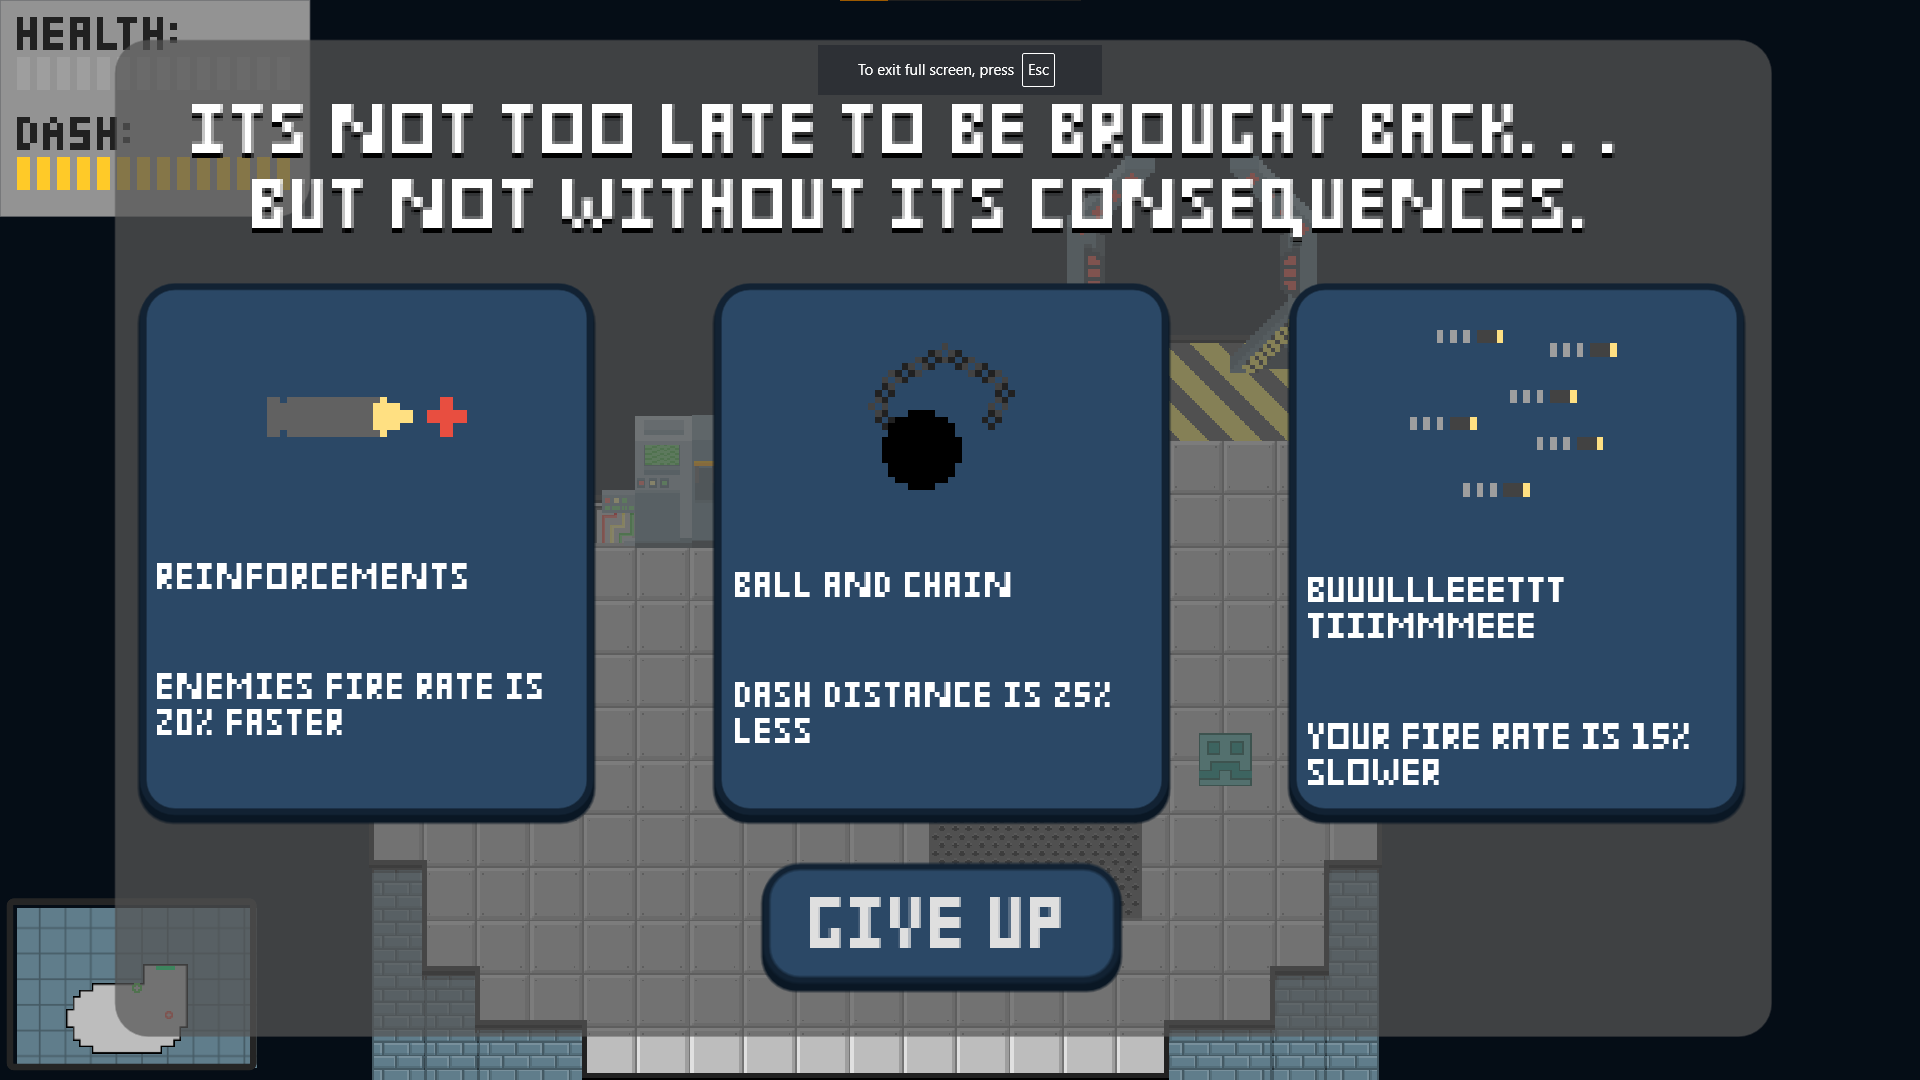 HEALTH:
To exit full screen, press Esc
DASH:
ITS NOT TOO LATE TO BE BROUGHT BACK...
BUT NOT WITHOUT ITS CONSEQUENCES.
REINFORCEMENTS
ENEMIES FIRE RATE IS
20% FASTER
BALL AND CHAIN
DASH DISTANCE IS 25%
LESS
BUUULLLEEETTT
TIIIMMMEEE
YOUR FIRE RATE IS 15%
SLOWER
GIVE UP